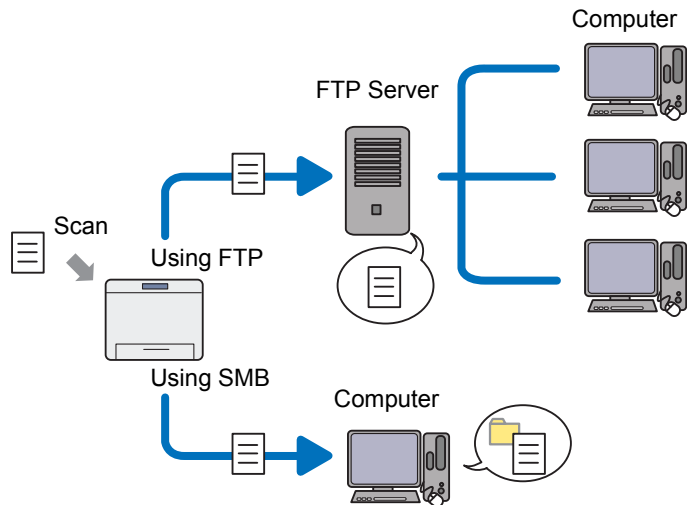 Computer
FTP Server
Scan
Using FTP
Using SMB
Computer